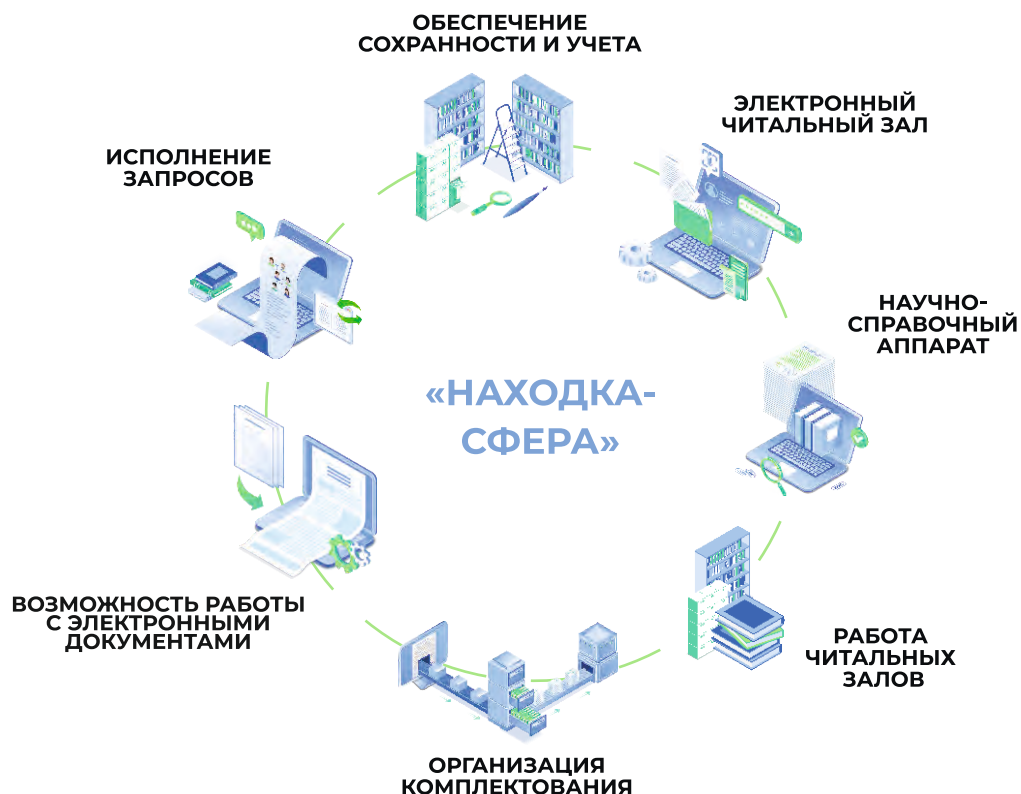 ОБЕСПЕЧЕНИЕ
СОХРАННОСТИ И УЧЕТА
ЭЛЕКТРОННЫЙ
ЧИТАЛЬНЫЙ ЗАЛ
ИСПОЛНЕНИЕ
ЗАПРОСОВ
НАУЧНО-
СПРАВОЧНЫЙ
АППАРАТ
«НАХОДКА-
СФЕРА»
ВОЗМОЖНОСТЬ РАБОТЫ
С ЭЛЕКТРОННЫМИ
ДОКУМЕНТАМИ
РАБОТА
ЧИТАЛЬНЫХ
ЗАЛОВ
ОРГАНИЗАЦИЯ
КОМПЛЕКТОВАНИЯ